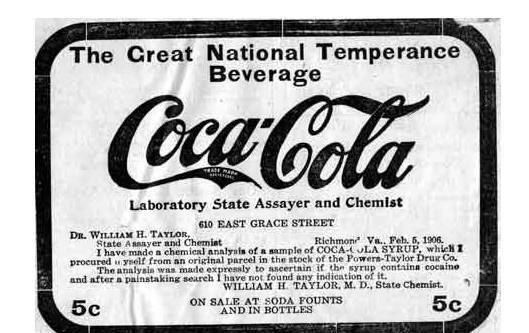 The Great National Temperance
Beverage
Coca-Cola
TRADE MARK
Laboratory State Assayer and Chemist
610 EAST GRACE STREET
DR. WILLIAM H. TAYLOR,
State Assayer and Chemist Richmond Va., Feb. 5, 1906.
I have made a chemical analysis of a sample of COCA-COLA SYRUP, which I
procured myself from an original parcel in the stock of the Powers-Taylor Drug Co.
The analysis was made expressly to ascertain if the syrup contains cocaine
and after a painstaking search I have not found any indication of it.
WILLIAM H. TAYLOR, M. D., State Chemist.
5c ON SALE AT SODA FOUNTS 5c
AND IN BOTTLES